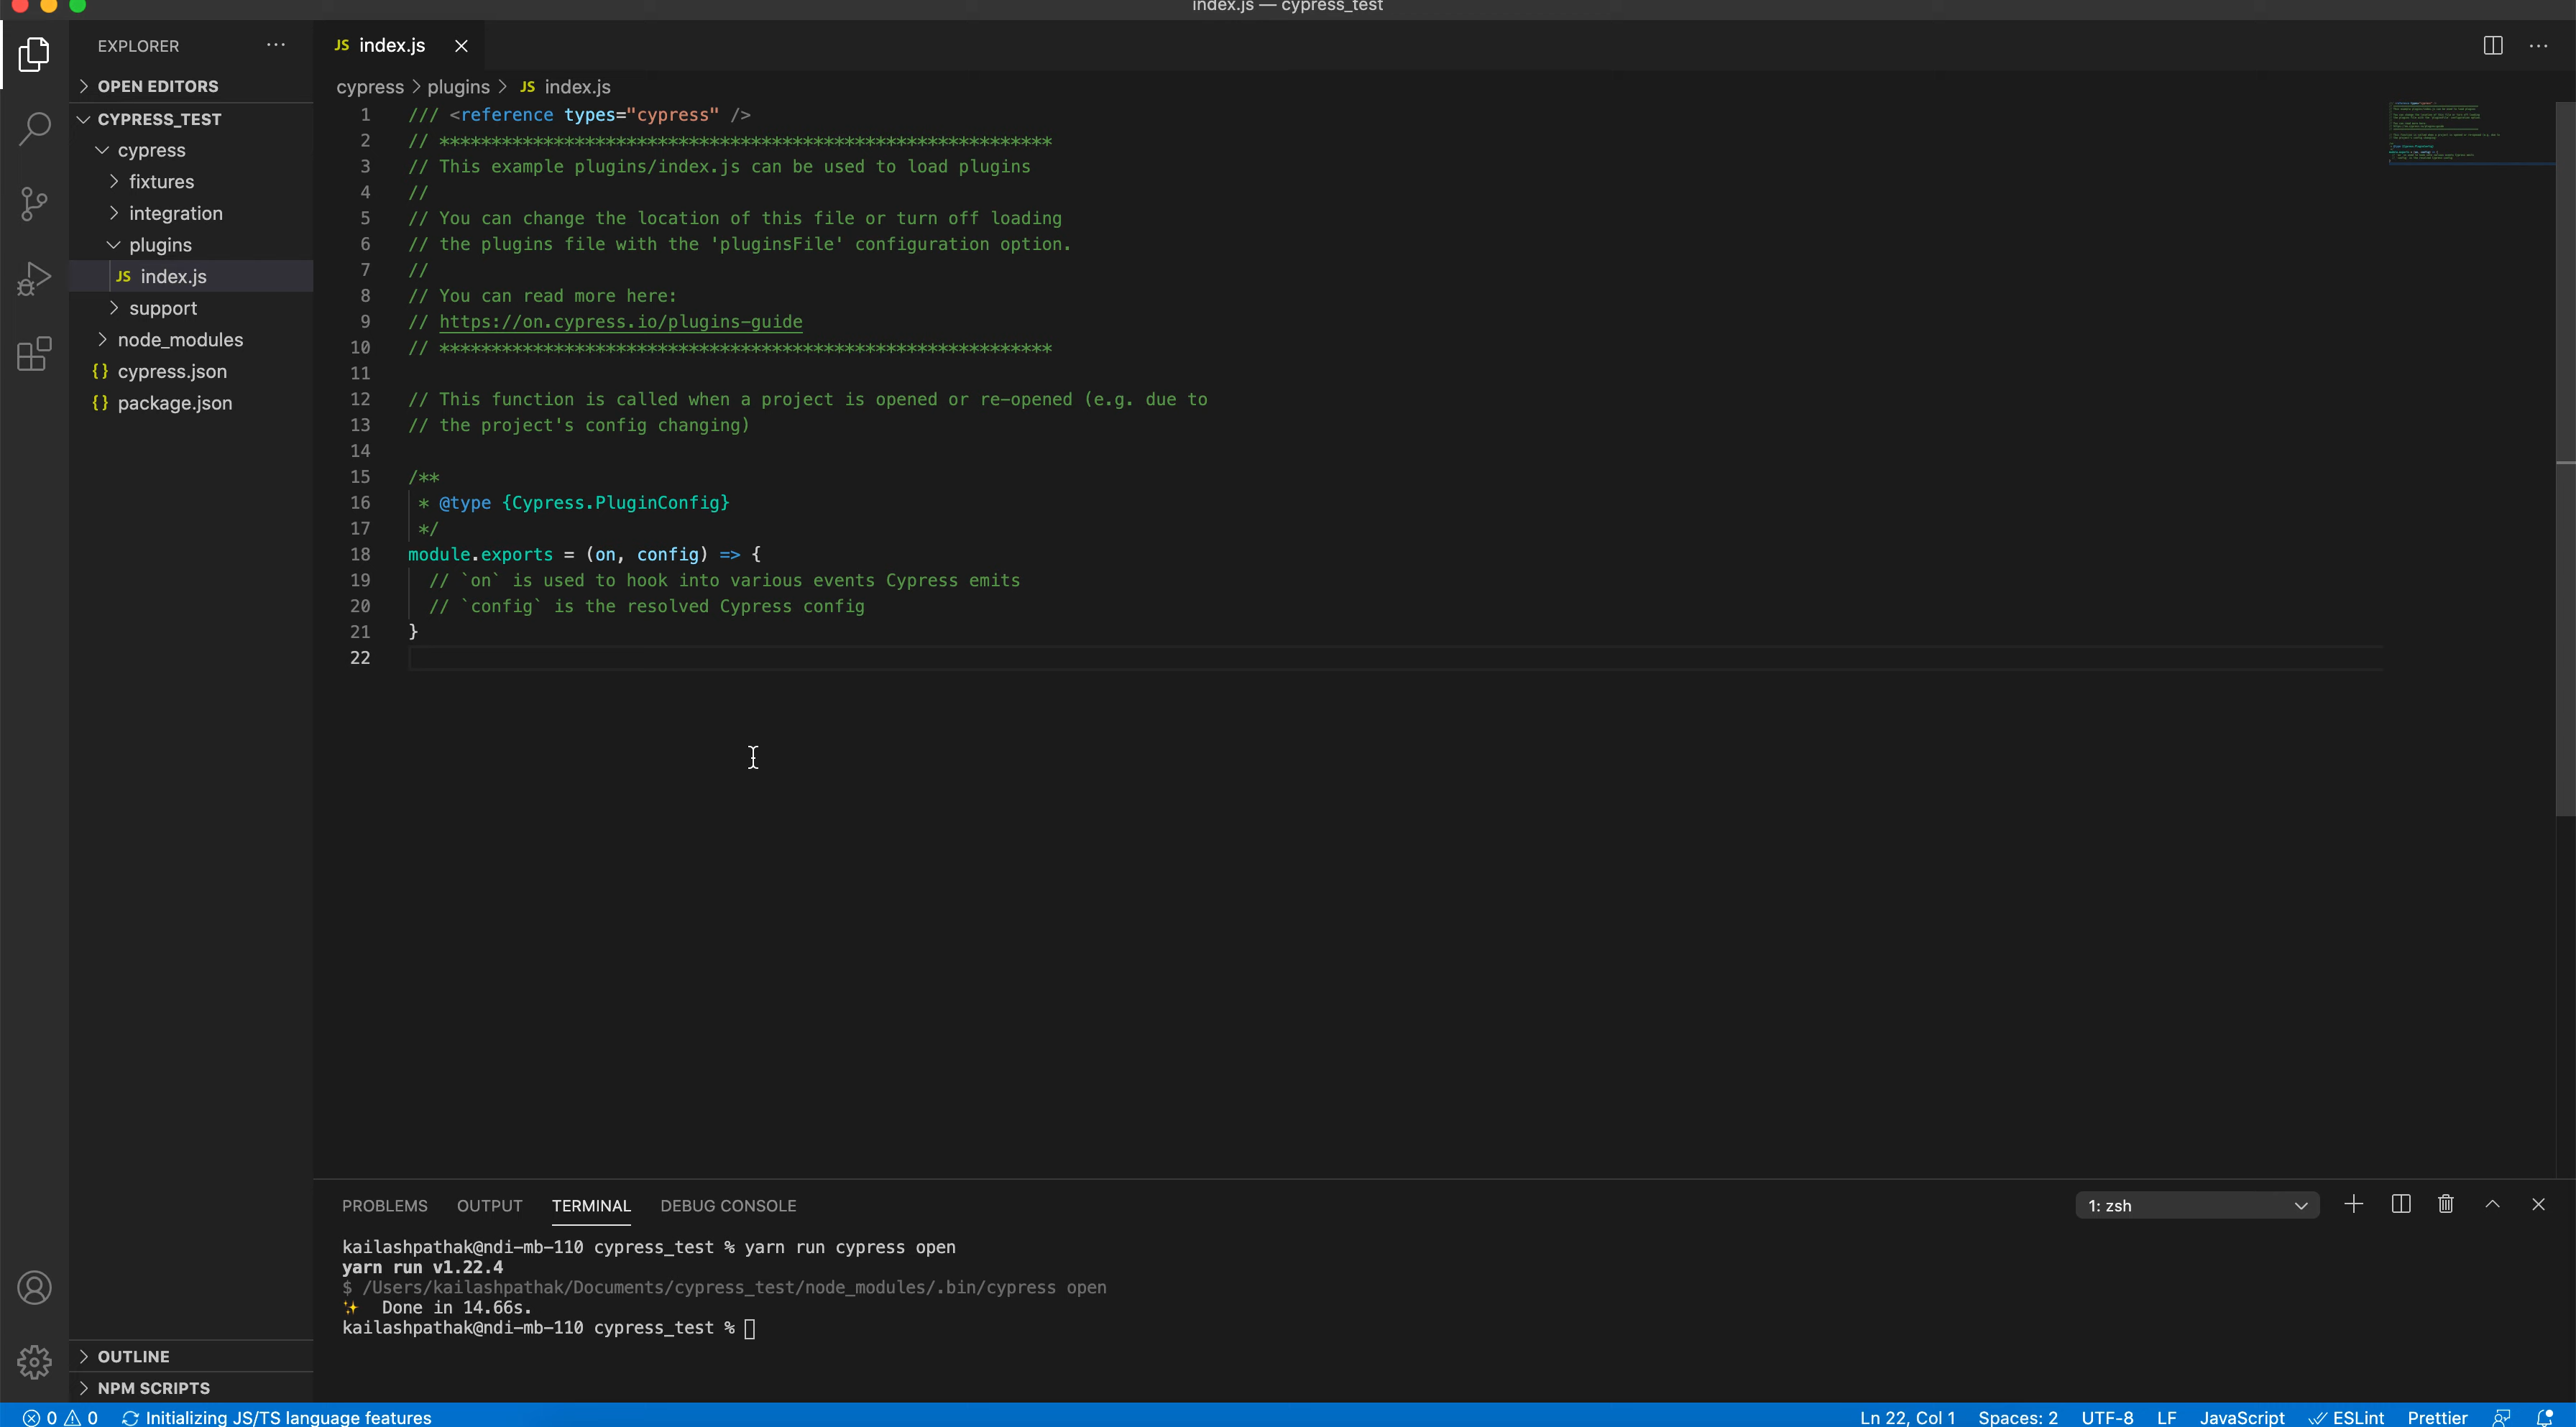 index.js — cypress_test
EXPLORER
OPEN EDITORS
CYPRESS_TEST
cypress
fixtures
integration
plugins
JS index.js
support
node_modules
{} cypress.json
{} package.json
OUTLINE
NPM SCRIPTS
JS index.js
cypress > plugins > JS index.js
1 /// <reference types="cypress" />
2 // ***********************************************************
3 // This example plugins/index.js can be used to load plugins
4 //
5 // You can change the location of this file or turn off loading
6 // the plugins file with the 'pluginsFile' configuration option.
7 //
8 // You can read more here:
9 // https://on.cypress.io/plugins-guide
10 // ***********************************************************
11
12 // This function is called when a project is opened or re-opened (e.g. due to
13 // the project's config changing)
14
15 /**
16 * @type {Cypress.PluginConfig}
17 */
18 module.exports = (on, config) => {
19 // `on` is used to hook into various events Cypress emits
20 // `config` is the resolved Cypress config
21 }
22
PROBLEMS OUTPUT TERMINAL DEBUG CONSOLE 1: zsh
kailashpathak@ndi-mb-110 cypress_test % yarn run cypress open
yarn run v1.22.4
$ /Users/kailashpathak/Documents/cypress_test/node_modules/.bin/cypress open
✨ Done in 14.66s.
kailashpathak@ndi-mb-110 cypress_test %
0 0 Initializing JS/TS language features Ln 22, Col 1 Spaces: 2 UTF-8 LF JavaScript ESLint Prettier